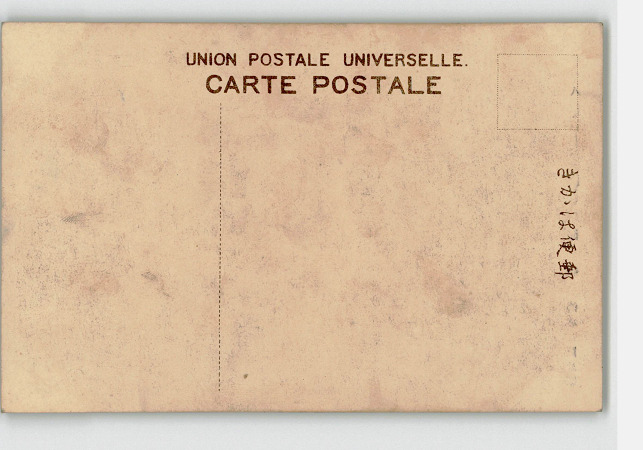 UNION POSTALE UNIVERSELLE.
CARTE POSTALE
きかは便郵